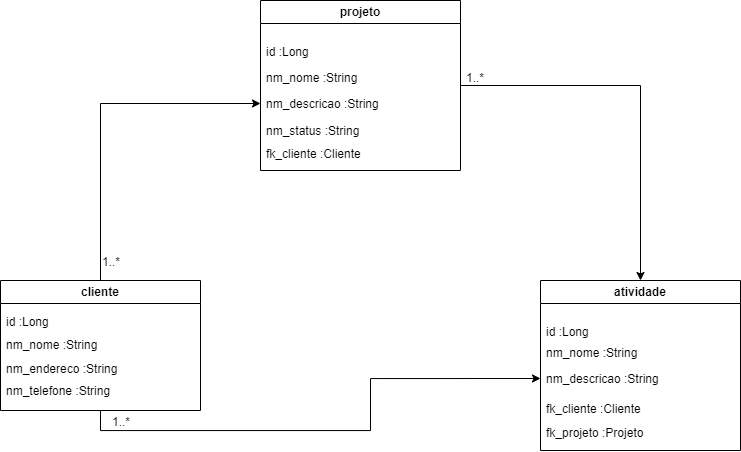 projeto
id :Long
nm_nome :String
nm_descricao :String
nm_status :String
fk_cliente :Cliente
1..*
1..*
cliente
id :Long
nm_nome :String
nm_endereco :String
nm_telefone :String
1..*
atividade
id :Long
nm_nome :String
nm_descricao :String
fk_cliente :Cliente
fk_projeto :Projeto